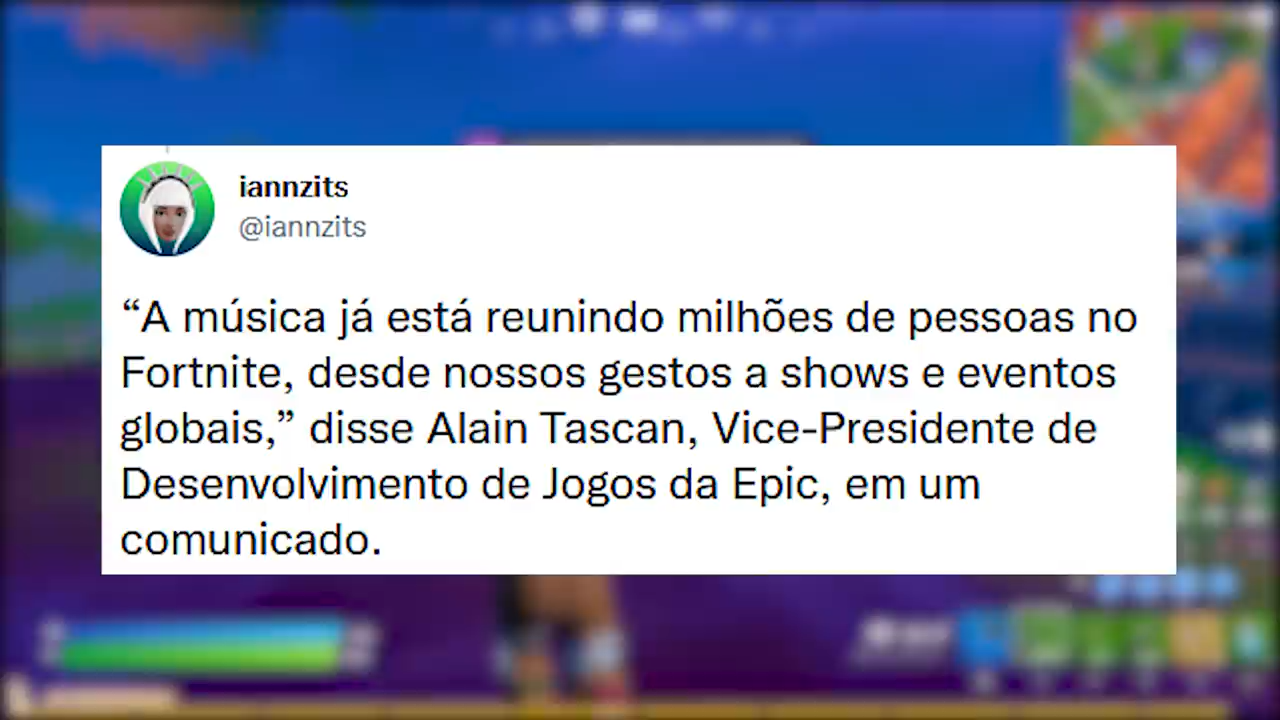 iannzits
@iannzits
“A música já está reunindo milhões de pessoas no
Fortnite, desde nossos gestos a shows e eventos
globais,” disse Alain Tascan, Vice-Presidente de
Desenvolvimento de Jogos da Epic, em um
comunicado.